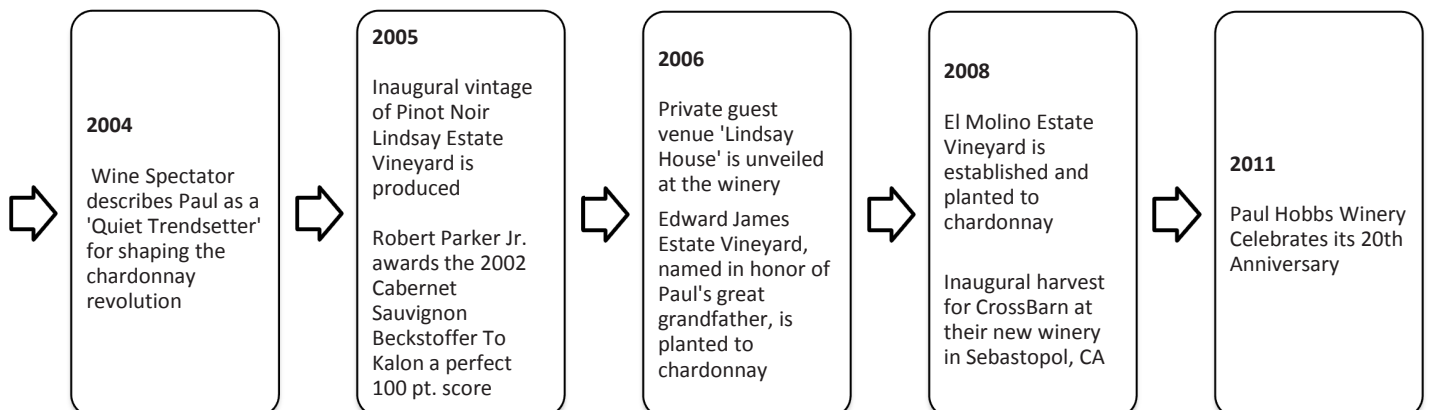 2004
Wine Spectator
describes Paul as a
'Quiet Trendsetter'
for shaping the
chardonnay
revolution
2005
Inaugural vintage
of Pinot Noir
Lindsay Estate
Vineyard is
produced
Robert Parker Jr.
awards the 2002
Cabernet
Sauvignon
Beckstoffer To
Kalon a perfect
100 pt. score
2006
Private guest
venue 'Lindsay
House' is unveiled
at the winery
Edward James
Estate Vineyard,
named in honor of
Paul's great
grandfather, is
planted to
chardonnay
2008
El Molino Estate
Vineyard is
established and
planted to
chardonnay
Inaugural harvest
for CrossBarn at
their new winery
in Sebastopol, CA
2011
Paul Hobbs Winery
Celebrates its 20th
Anniversary